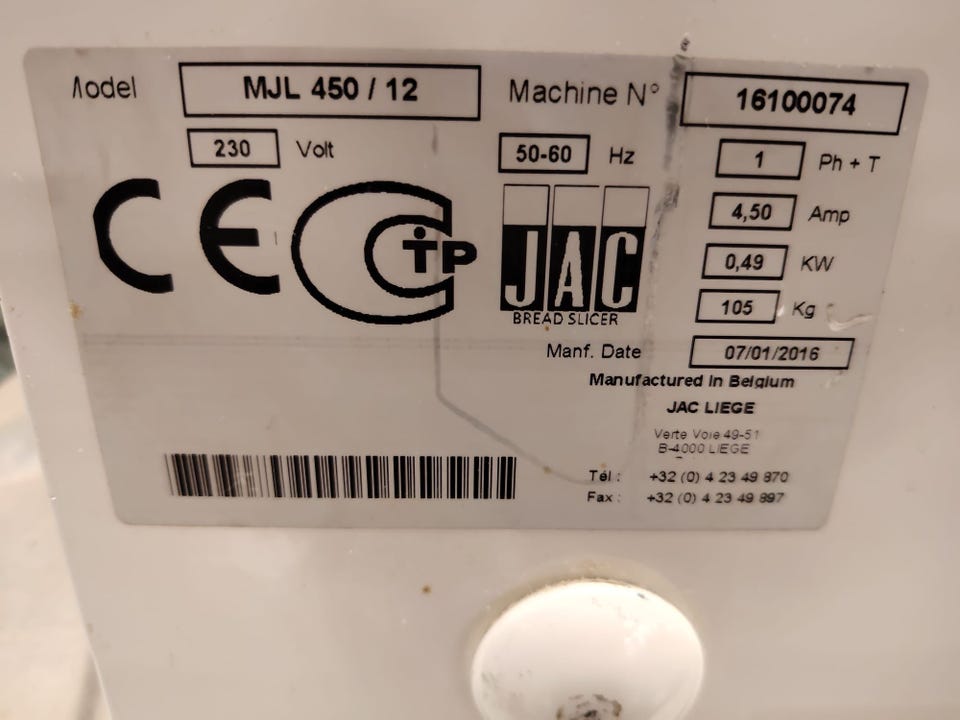 Model MJL 450 / 12 Machine N° 16100074
230 Volt 50-60 Hz 1 Ph + T
4,50 Amp
CE CTP JAC
0,49 KW
BREAD SLICER
105 Kg
Manf. Date 07/01/2016
Manufactured in Belgium
JAC LIEGE
Verte Voie 49-51
B-4000 LIEGE
Tél : +32 (0) 4 23 49 870
Fax : +32 (0) 4 23 49 897